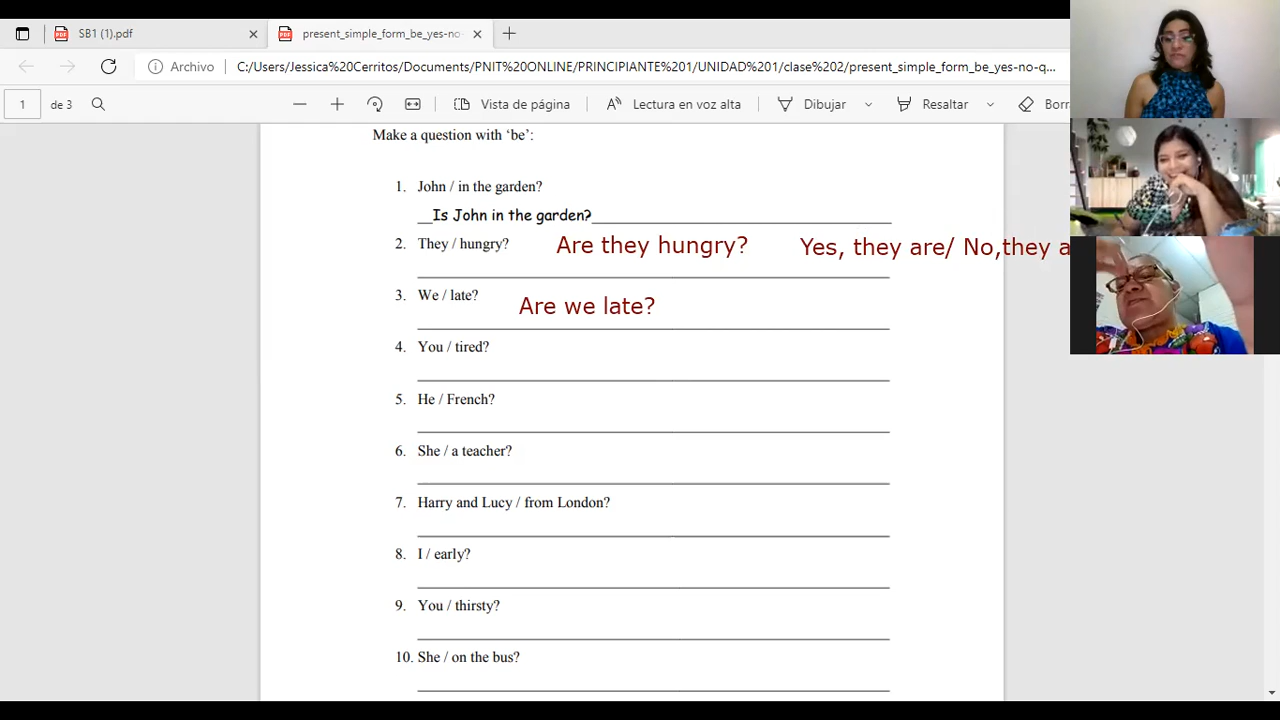 SB1 (1).pdf
present_simple_form_be_yes-no-
Archivo
C:/Users/Jessica%20Cerritos/Documents/PNIT%20ONLINE/PRINCIPIANTE%201/UNIDAD%201/clase%202/present_simple_form_be_yes-no-q...
1 de 3
Vista de página
Lectura en voz alta
Dibujar
Resaltar
Borr
Make a question with ‘be’:
1. John / in the garden?
__Is John in the garden?
2. They / hungry? Are they hungry? Yes, they are/ No,they a
3. We / late? Are we late?
4. You / tired?
5. He / French?
6. She / a teacher?
7. Harry and Lucy / from London?
8. I / early?
9. You / thirsty?
10. She / on the bus?